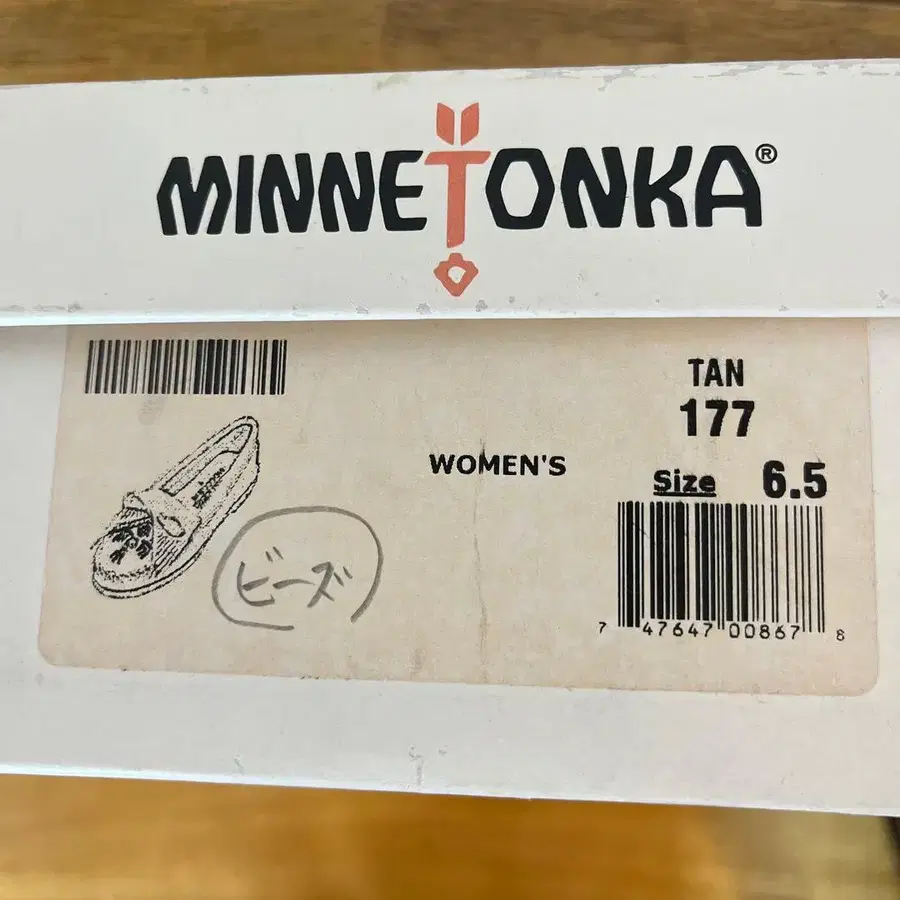 MINNETONKA®
TAN
177
WOMEN'S
Size 6.5
ビーズ
7 47647 00867 8